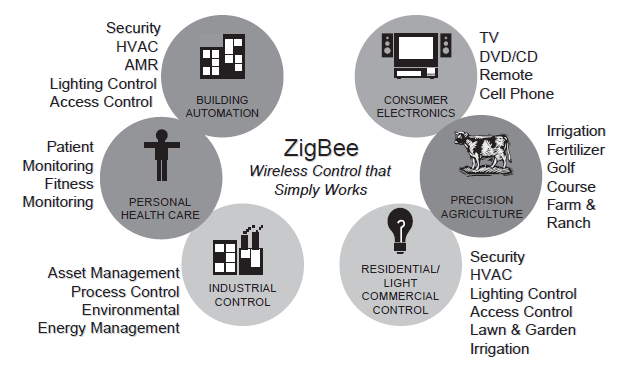 Security
HVAC
AMR
Lighting Control
Access Control
BUILDING
AUTOMATION
CONSUMER
ELECTRONICS
TV
DVD/CD
Remote
Cell Phone
Patient
Monitoring
Fitness
Monitoring
PERSONAL
HEALTH CARE
ZigBee
Wireless Control that
Simply Works
PRECISION
AGRICULTURE
Irrigation
Fertilizer
Golf
Course
Farm &
Ranch
Asset Management
Process Control
Environmental
Energy Management
INDUSTRIAL
CONTROL
RESIDENTIAL/
LIGHT
COMMERCIAL
CONTROL
Security
HVAC
Lighting Control
Access Control
Lawn & Garden
Irrigation